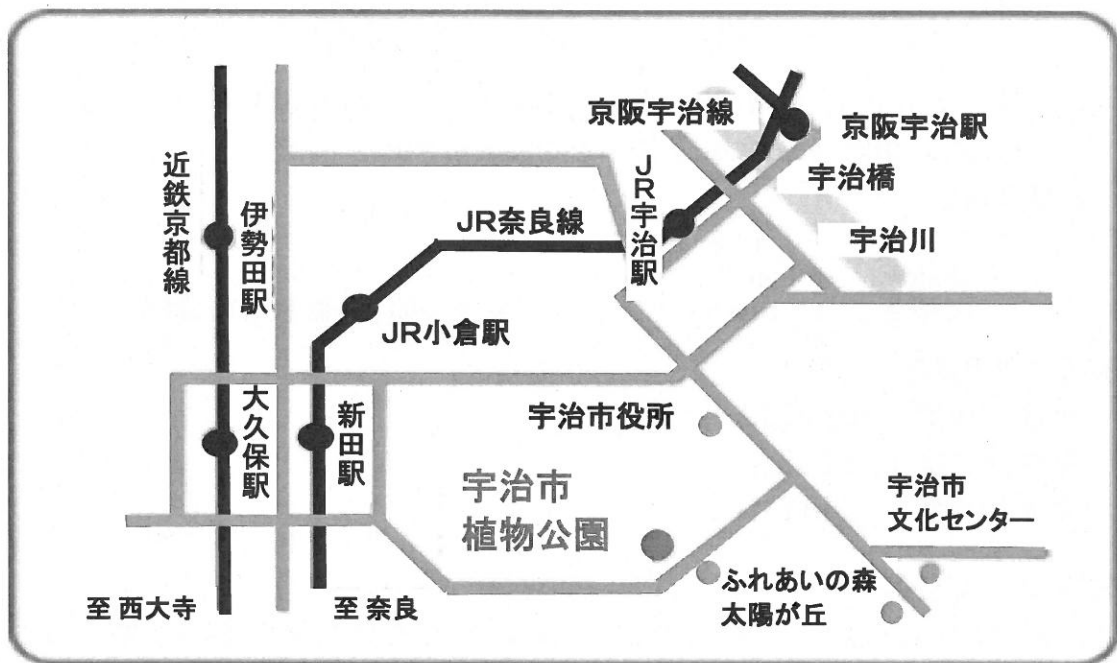 京阪宇治線
京阪宇治駅
宇治橋
宇治川
近鉄京都線
伊勢田駅
JR奈良線
JR宇治駅
JR小倉駅
大久保駅
新田駅
宇治市役所
宇治市
植物公園
宇治市
文化センター
ふれあいの森
太陽が丘
至 西大寺
至 奈良